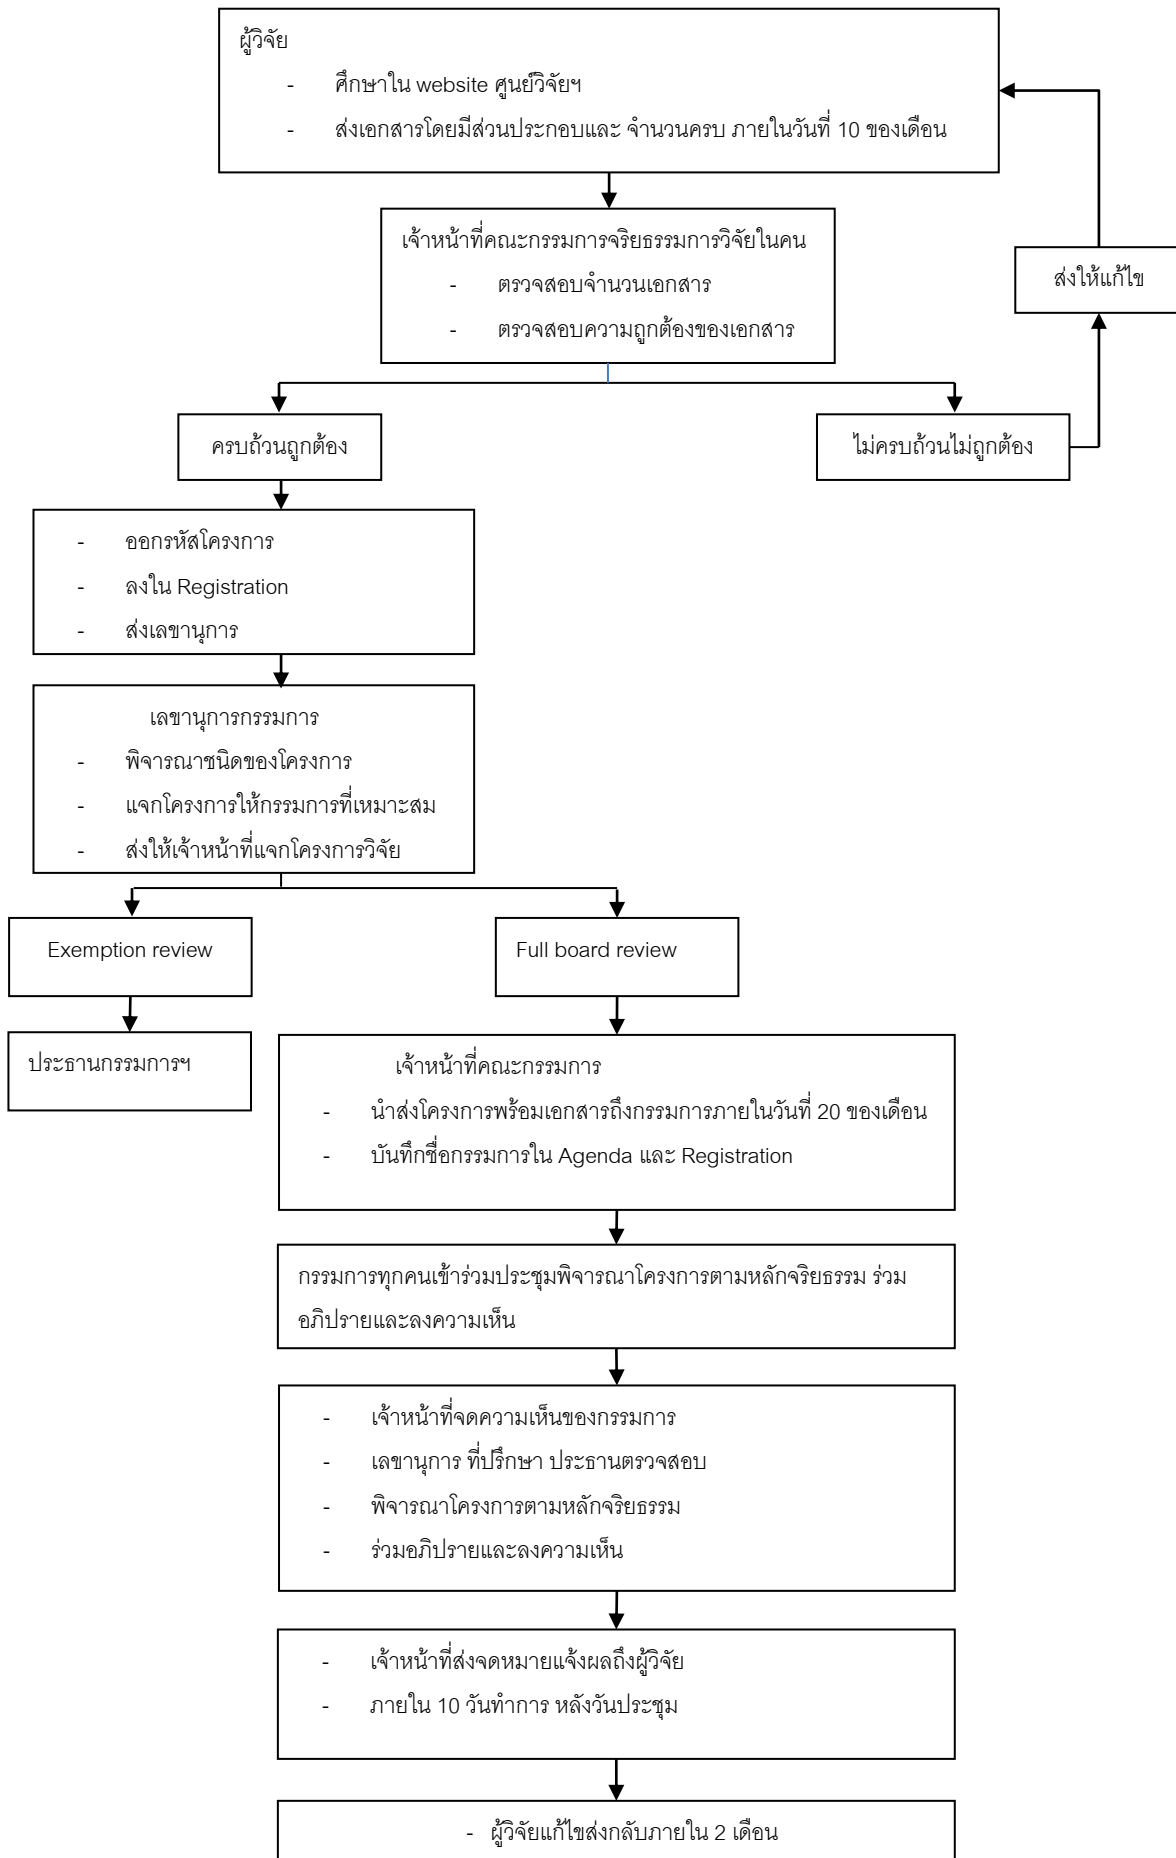 ผู้วิจัย
- ศึกษาใน website ศูนย์วิจัยฯ
- ส่งเอกสารโดยมีส่วนประกอบและ จำนวนครบ ภายในวันที่ 10 ของเดือน
เจ้าหน้าที่คณะกรรมการจริยธรรมการวิจัยในคน
- ตรวจสอบจำนวนเอกสาร
- ตรวจสอบความถูกต้องของเอกสาร
ส่งให้แก้ไข
ครบถ้วนถูกต้อง
ไม่ครบถ้วนไม่ถูกต้อง
- ออกรหัสโครงการ
- ลงใน Registration
- ส่งเลขานุการ
เลขานุการกรรมการ
- พิจารณาชนิดของโครงการ
- แจกโครงการให้กรรมการที่เหมาะสม
- ส่งให้เจ้าหน้าที่แจกโครงการวิจัย
Exemption review
Full board review
ประธานกรรมการฯ
เจ้าหน้าที่คณะกรรมการ
- นำส่งโครงการพร้อมเอกสารถึงกรรมการภายในวันที่ 20 ของเดือน
- บันทึกชื่อกรรมการใน Agenda และ Registration
กรรมการทุกคนเข้าร่วมประชุมพิจารณาโครงการตามหลักจริยธรรม ร่วม
อภิปรายและลงความเห็น
- เจ้าหน้าที่จดความเห็นของกรรมการ
- เลขานุการ ที่ปรึกษา ประธานตรวจสอบ
- พิจารณาโครงการตามหลักจริยธรรม
- ร่วมอภิปรายและลงความเห็น
- เจ้าหน้าที่ส่งจดหมายแจ้งผลถึงผู้วิจัย
- ภายใน 10 วันทำการ หลังวันประชุม
- ผู้วิจัยแก้ไขส่งกลับภายใน 2 เดือน